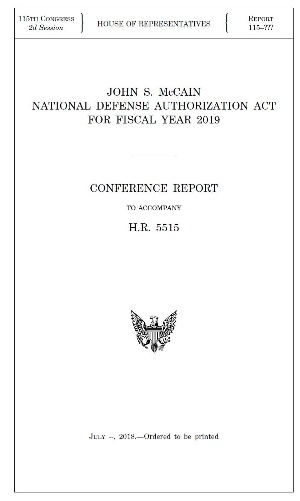 115TH CONGRESS
2d Session
HOUSE OF REPRESENTATIVES
REPORT
115–???
JOHN S. McCAIN
NATIONAL DEFENSE AUTHORIZATION ACT
FOR FISCAL YEAR 2019
CONFERENCE REPORT
TO ACCOMPANY
H.R. 5515
JULY --, 2018.—Ordered to be printed